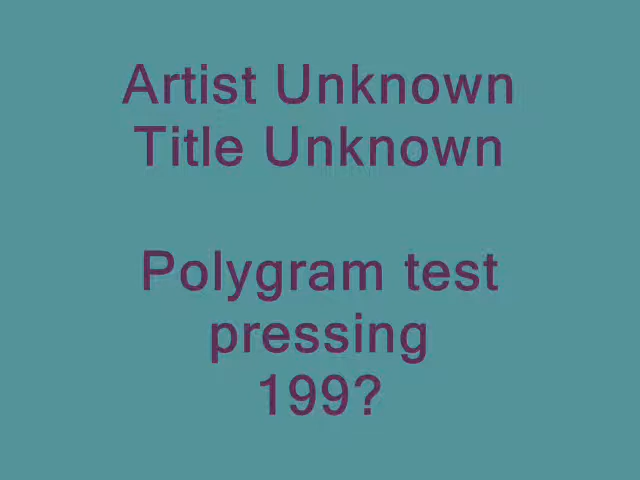 Artist Unknown
Title Unknown
Polygram test
pressing
199?